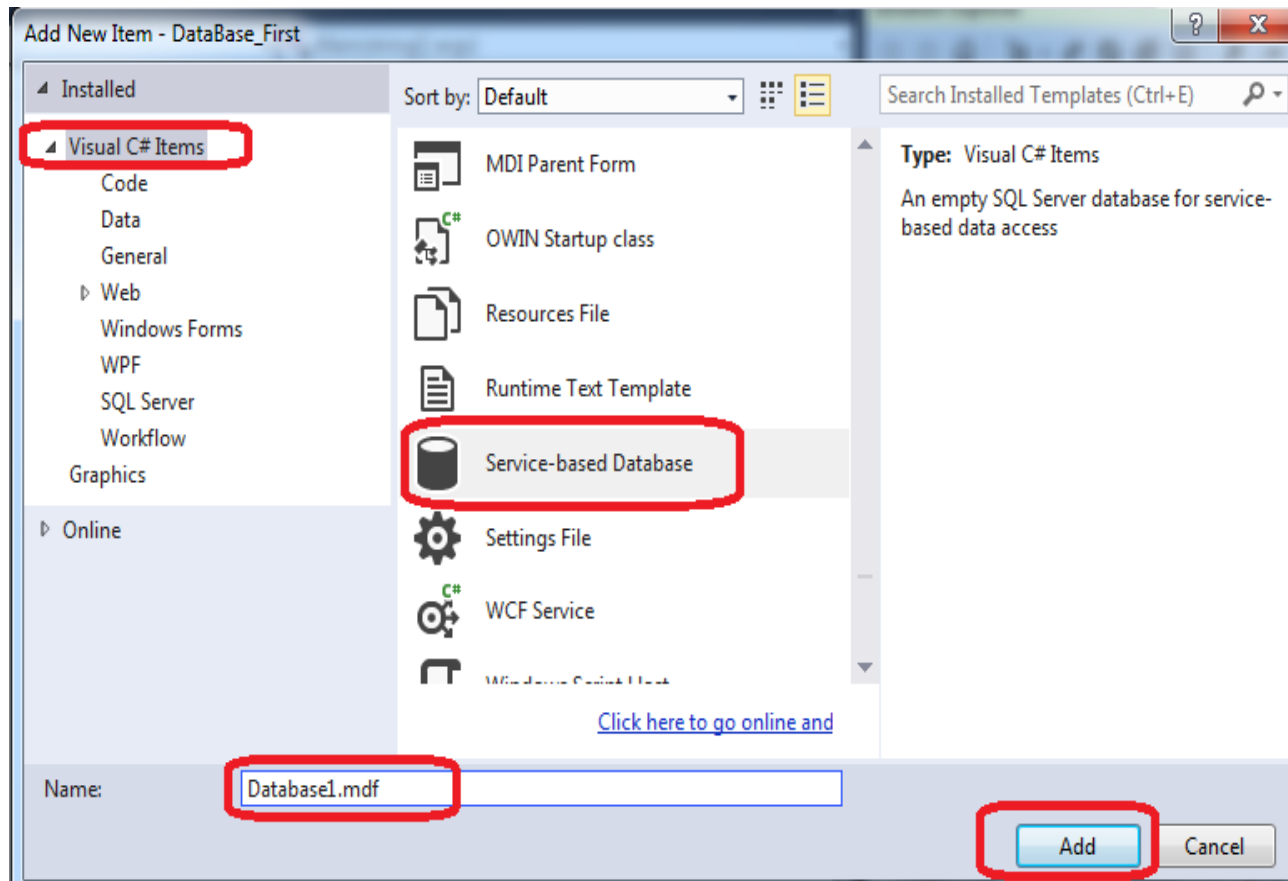 Add New Item - DataBase_First
Installed
Visual C# Items
Code
Data
General
Web
Windows Forms
WPF
SQL Server
Workflow
Graphics
Online
Sort by: Default
MDI Parent Form
C#
OWIN Startup class
Resources File
Runtime Text Template
Service-based Database
Settings File
C#
WCF Service
Windows Script Host
Click here to go online and
Search Installed Templates (Ctrl+E)
Type: Visual C# Items
An empty SQL Server database for service-
based data access
Name: Database1.mdf
Add Cancel